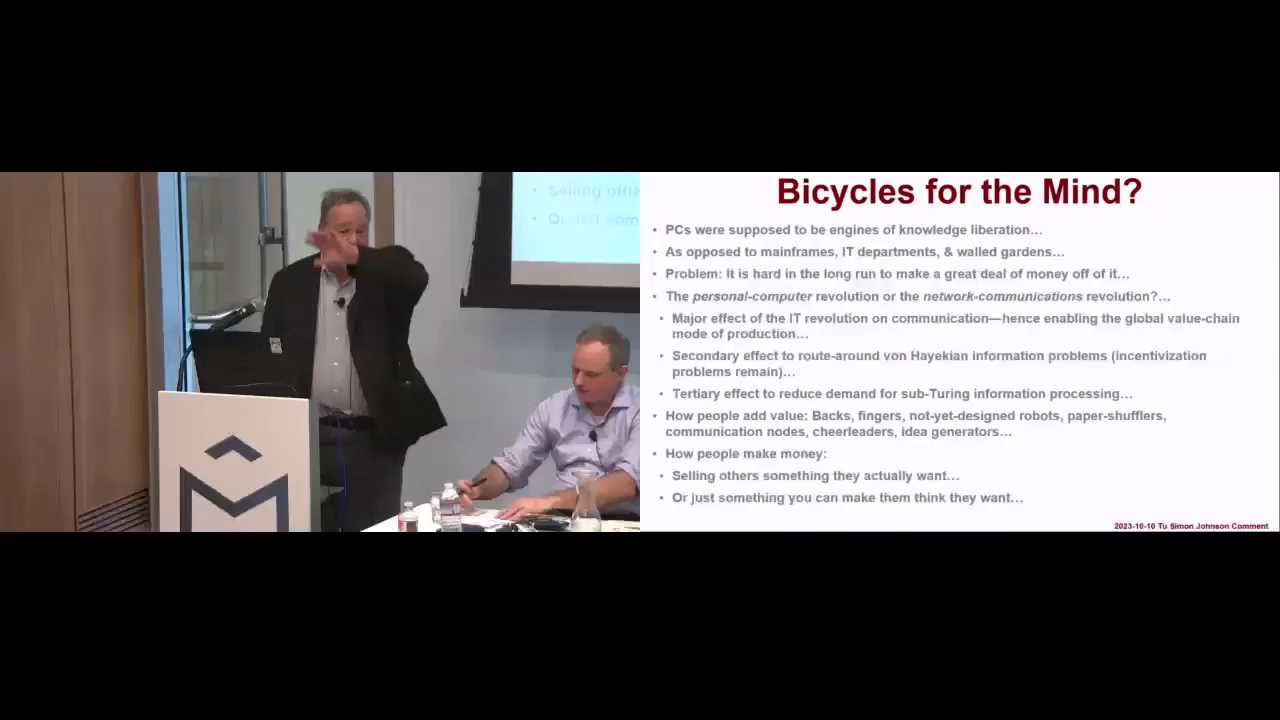 Selling othe
Bicycles for the Mind?
• PCs were supposed to be engines of knowledge liberation…
• As opposed to mainframes, IT departments, & walled gardens…
• Problem: It is hard in the long run to make a great deal of money off of it…
• The personal-computer revolution or the network-communications revolution?…
• Major effect of the IT revolution on communication—hence enabling the global value-chain
mode of production…
• Secondary effect to route-around von Hayekian information problems (incentivization
problems remain)…
• Tertiary effect to reduce demand for sub-Turing information processing…
• How people add value: Backs, fingers, not-yet-designed robots, paper-shufflers,
communication nodes, cheerleaders, idea generators…
• How people make money:
• Selling others something they actually want…
• Or just something you can make them think they want…
2023-10-10 Tu Simon Johnson Comment